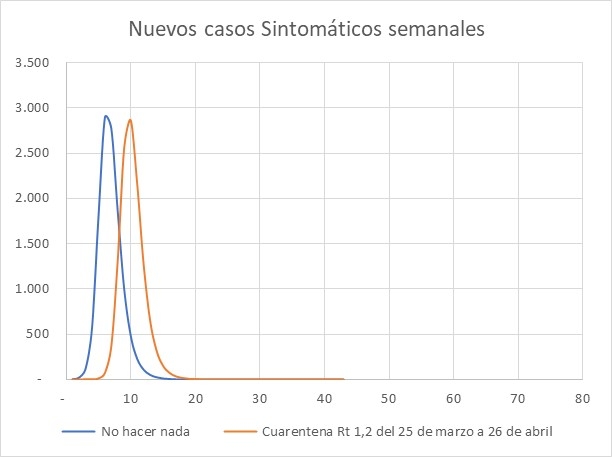 Nuevos casos Sintomáticos semanales
3.500
3.000
2.500
2.000
1.500
1.000
500
-
- 10 20 30 40 50 60 70 80
No hacer nada Cuarentena Rt 1,2 del 25 de marzo a 26 de abril